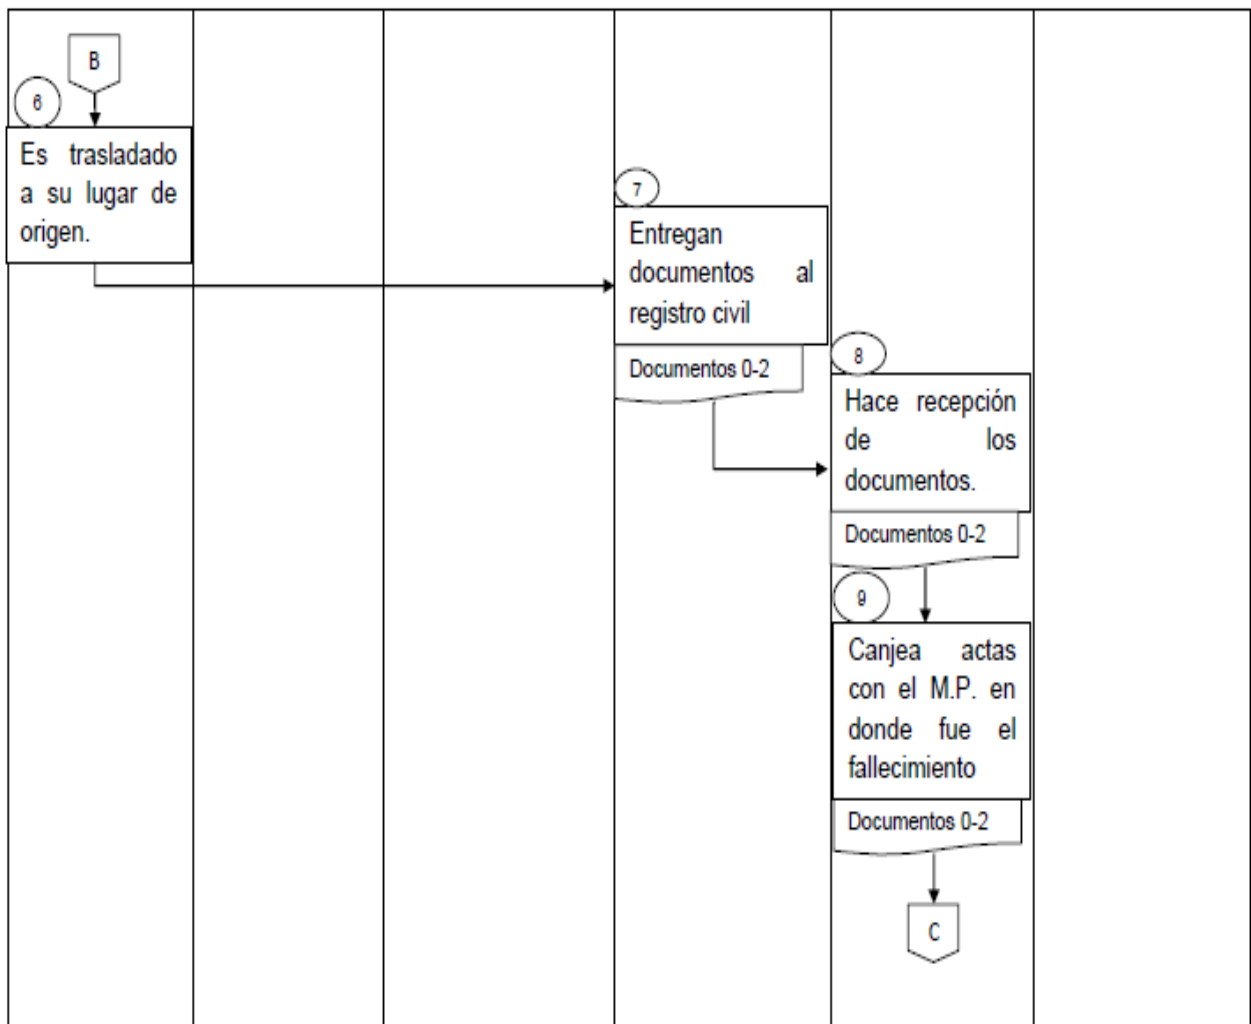 B
6
Es trasladado
a su lugar de
origen.
7
Entregan
documentos al
registro civil
Documentos 0-2
8
Hace recepción
de los
documentos.
Documentos 0-2
9
Canjea actas
con el M.P. en
donde fue el
fallecimiento
Documentos 0-2
C